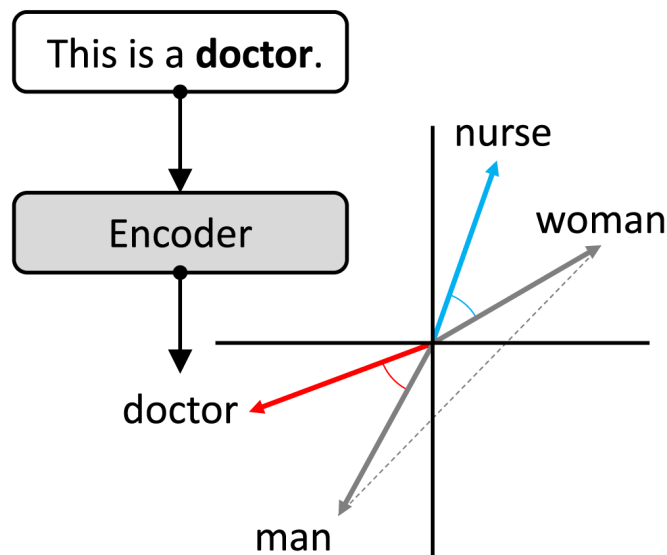 This is a doctor.
Encoder
doctor
nurse
woman
man